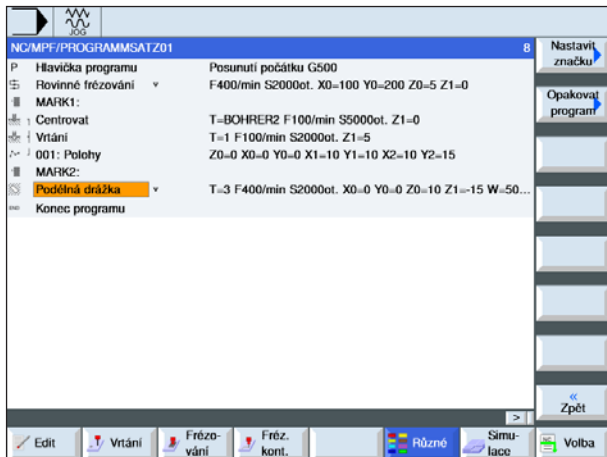 JOG
NC/MPF/PROGRAMMSATZ01 8
P Hlavička programu Posunutí počátku G500
Rovinné frézování F400/min S2000ot. X0=100 Y0=200 Z0=5 Z1=0
MARK1:
Centrovat T=BOHRER2 F100/min S5000ot. Z1=0
Vrtání T=1 F100/min S2000ot. Z1=5
001: Polohy Z0=0 X0=0 Y0=0 X1=10 Y1=10 X2=10 Y2=15
MARK2:
Podélná drážka T=3 F400/min S2000ot. X0=0 Y0=0 Z0=10 Z1=-15 W=50...
END Konec programu
Nastavit
značku
Opakovat
program
«
Zpět
>
Edit
Vrtání
Frézo-
vání
Fréz.
kont.
Různé
Simu-
lace
NC
Volba